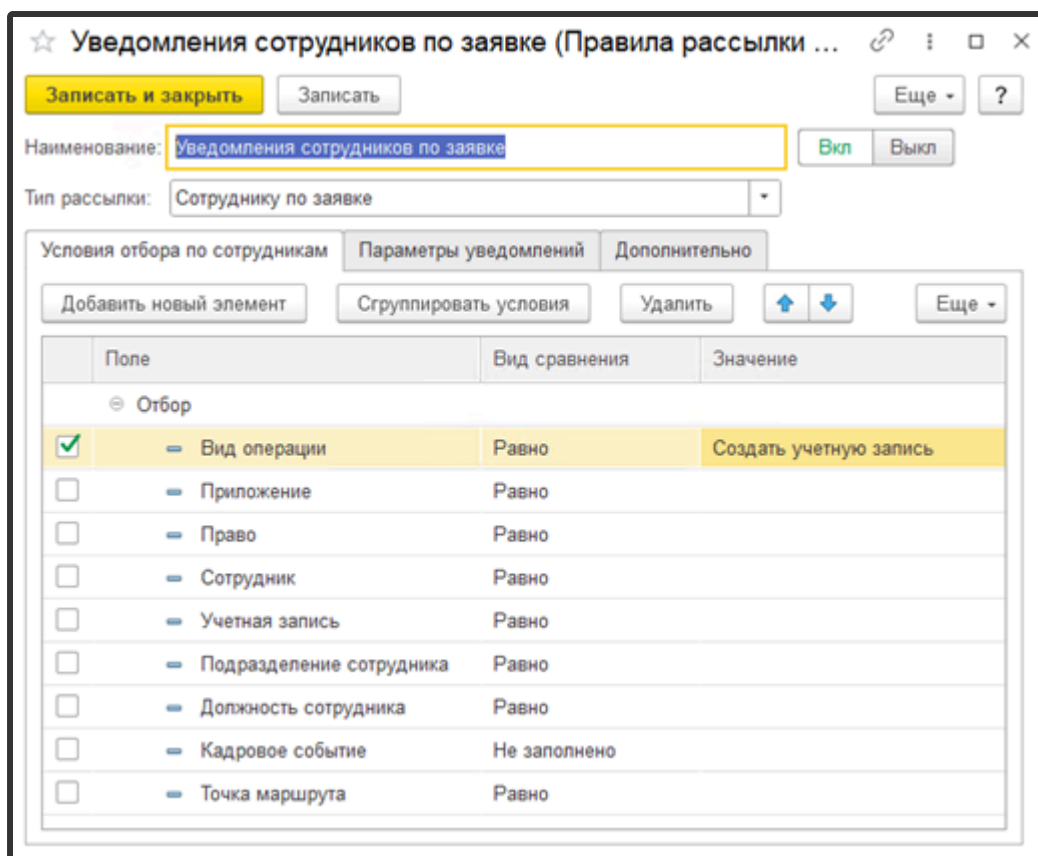 Уведомления сотрудников по заявке (Правила рассылки ...
Записать и закрыть Записать Еще ?
Наименование: Уведомления сотрудников по заявке Вкл Выкл
Тип рассылки: Сотруднику по заявке
Условия отбора по сотрудникам Параметры уведомлений Дополнительно
Добавить новый элемент Сгруппировать условия Удалить Еще
Поле Вид сравнения Значение
Отбор
Вид операции Равно Создать учетную запись
Приложение Равно
Право Равно
Сотрудник Равно
Учетная запись Равно
Подразделение сотрудника Равно
Должность сотрудника Равно
Кадровое событие Не заполнено
Точка маршрута Равно